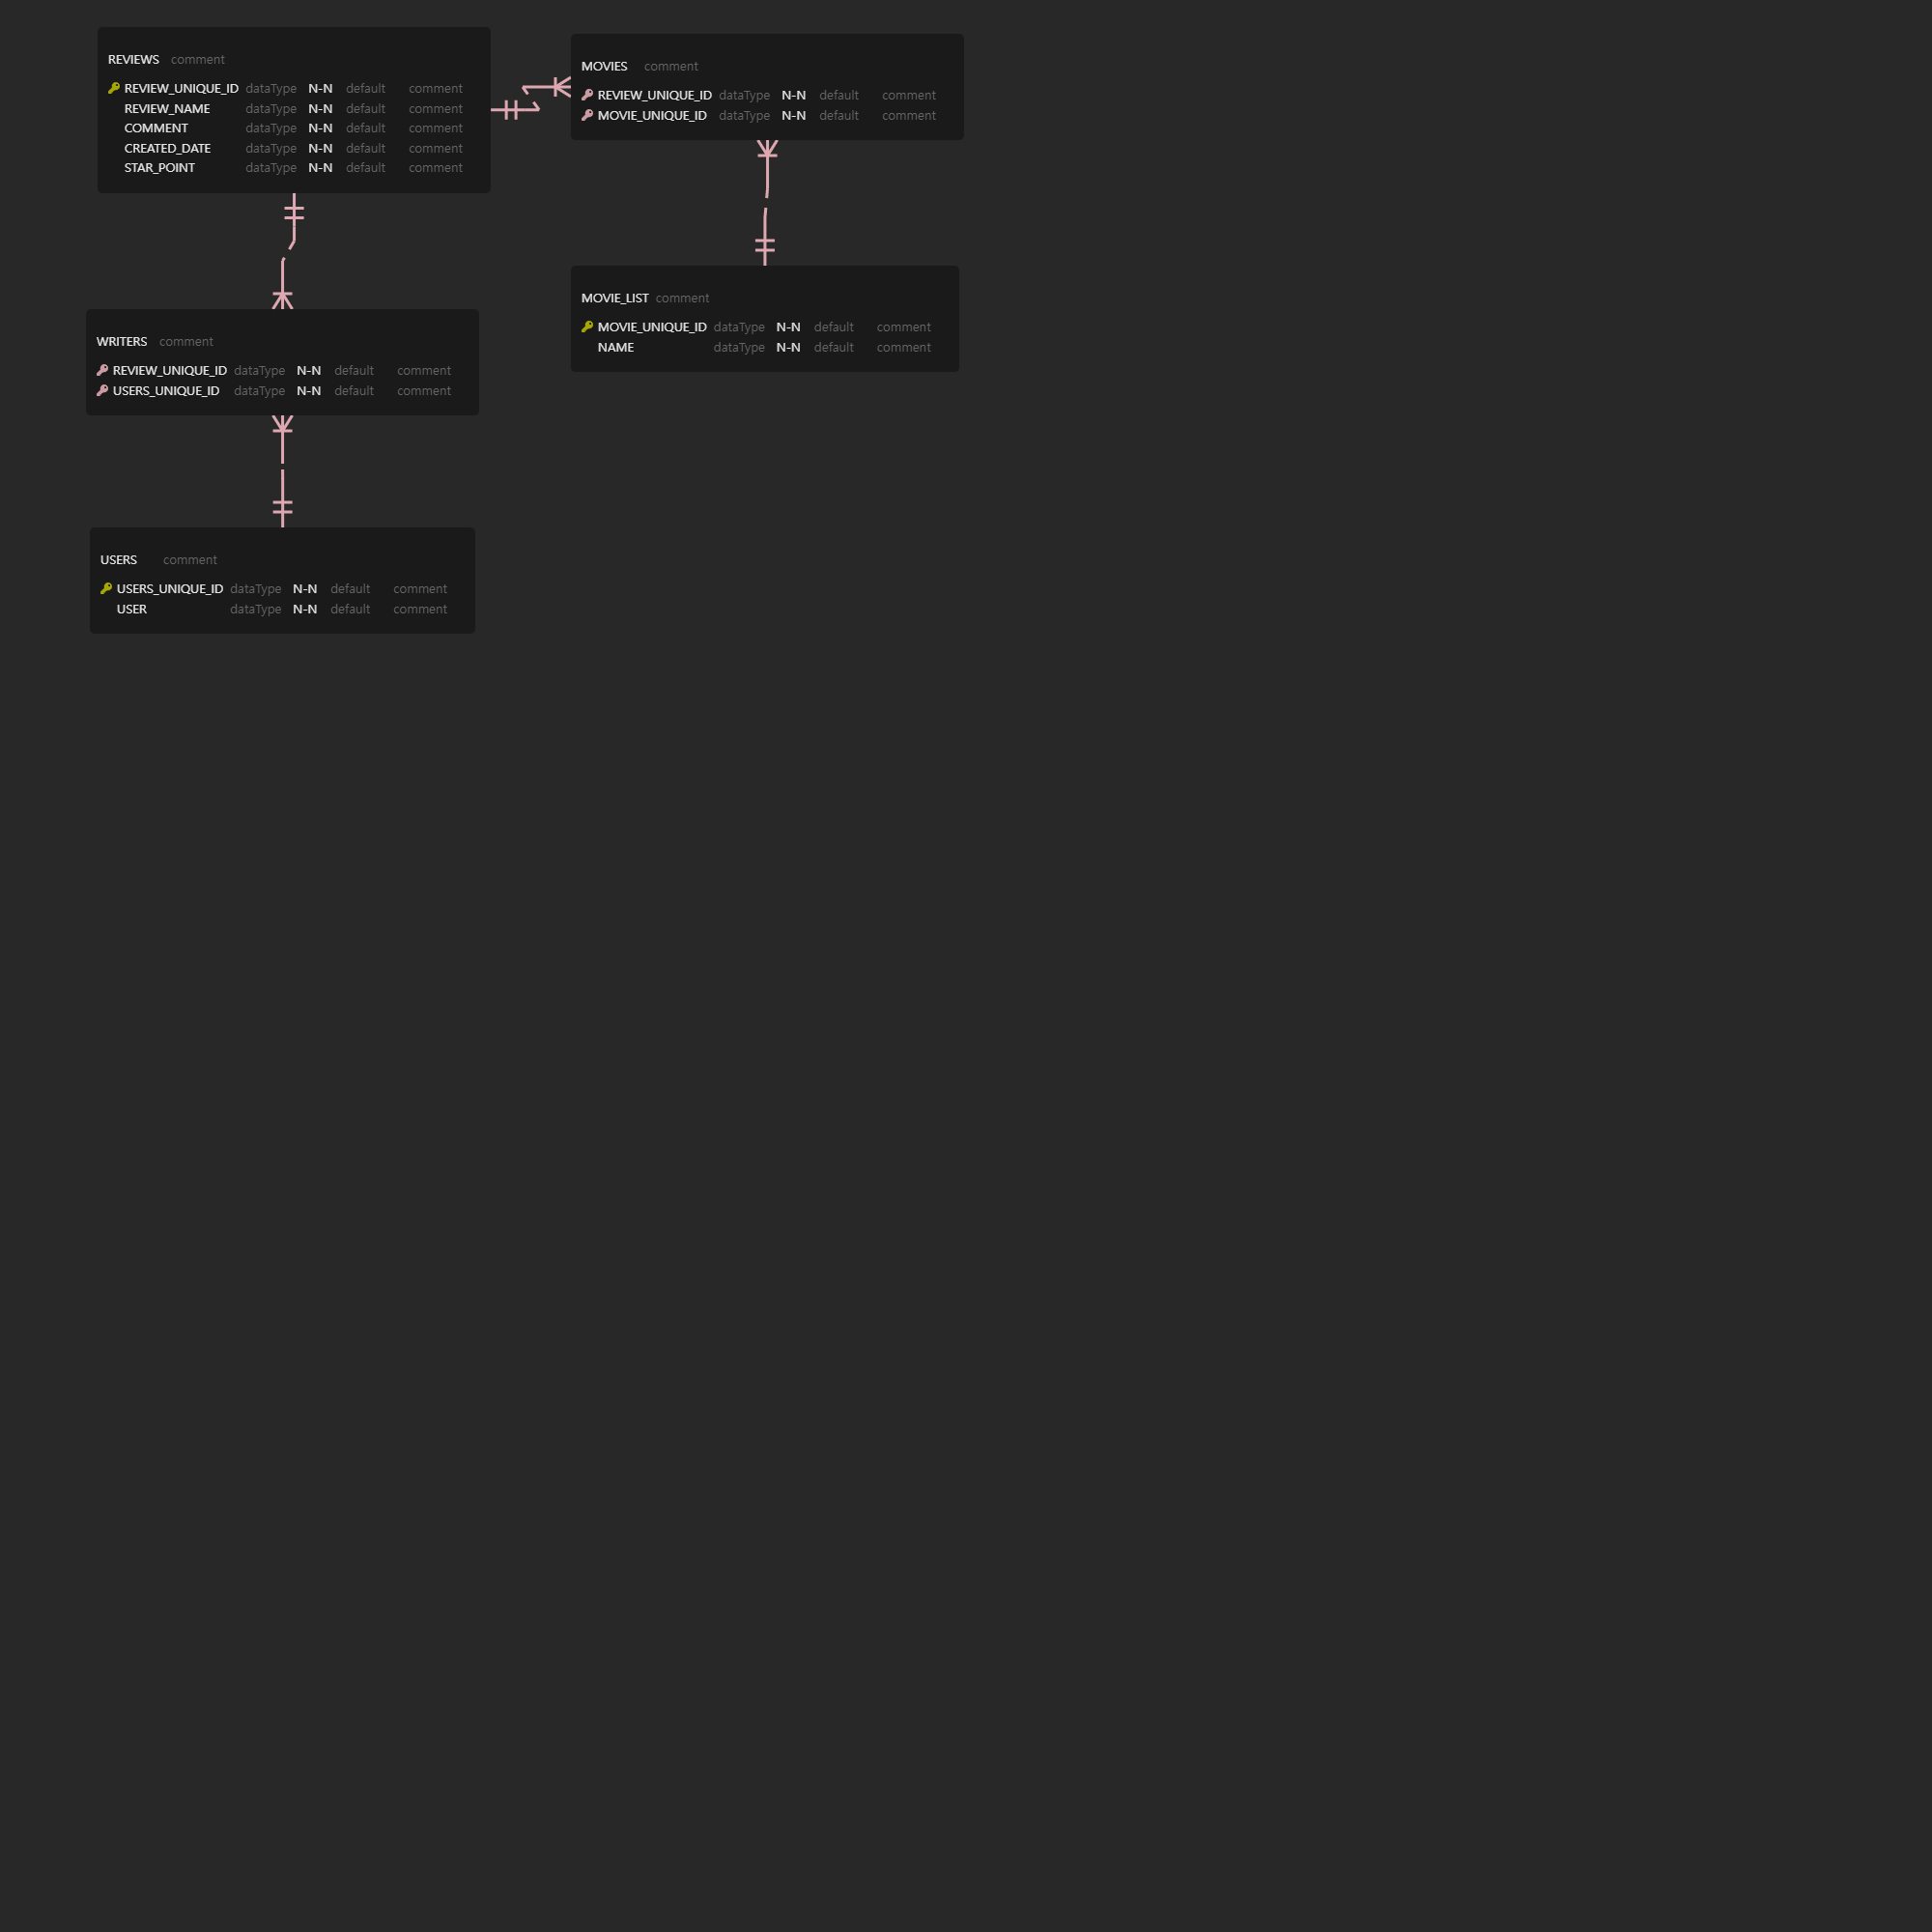 REVIEWS comment
REVIEW_UNIQUE_ID dataType N-N default comment
REVIEW_NAME dataType N-N default comment
COMMENT dataType N-N default comment
CREATED_DATE dataType N-N default comment
STAR_POINT dataType N-N default comment
MOVIES comment
REVIEW_UNIQUE_ID dataType N-N default comment
MOVIE_UNIQUE_ID dataType N-N default comment
MOVIE_LIST comment
MOVIE_UNIQUE_ID dataType N-N default comment
NAME dataType N-N default comment
WRITERS comment
REVIEW_UNIQUE_ID dataType N-N default comment
USERS_UNIQUE_ID dataType N-N default comment
USERS comment
USERS_UNIQUE_ID dataType N-N default comment
USER dataType N-N default comment